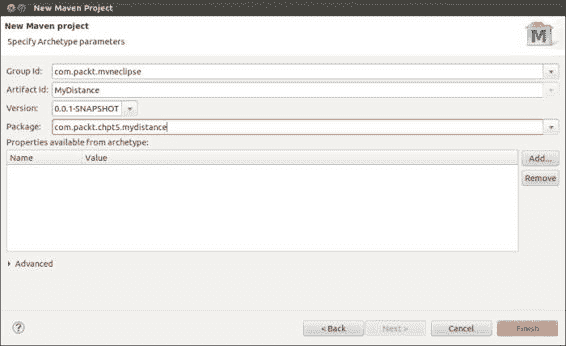 New Maven Project
New Maven project
Specify Archetype parameters
M
Group Id: com.packt.mvneclipse
Artifact Id: MyDistance
Version: 0.0.1-SNAPSHOT
Package: com.packt.chpt5.mydistance
Properties available from archetype:
Name Value
Add...
Remove
Advanced
? < Back Next > Cancel Finish